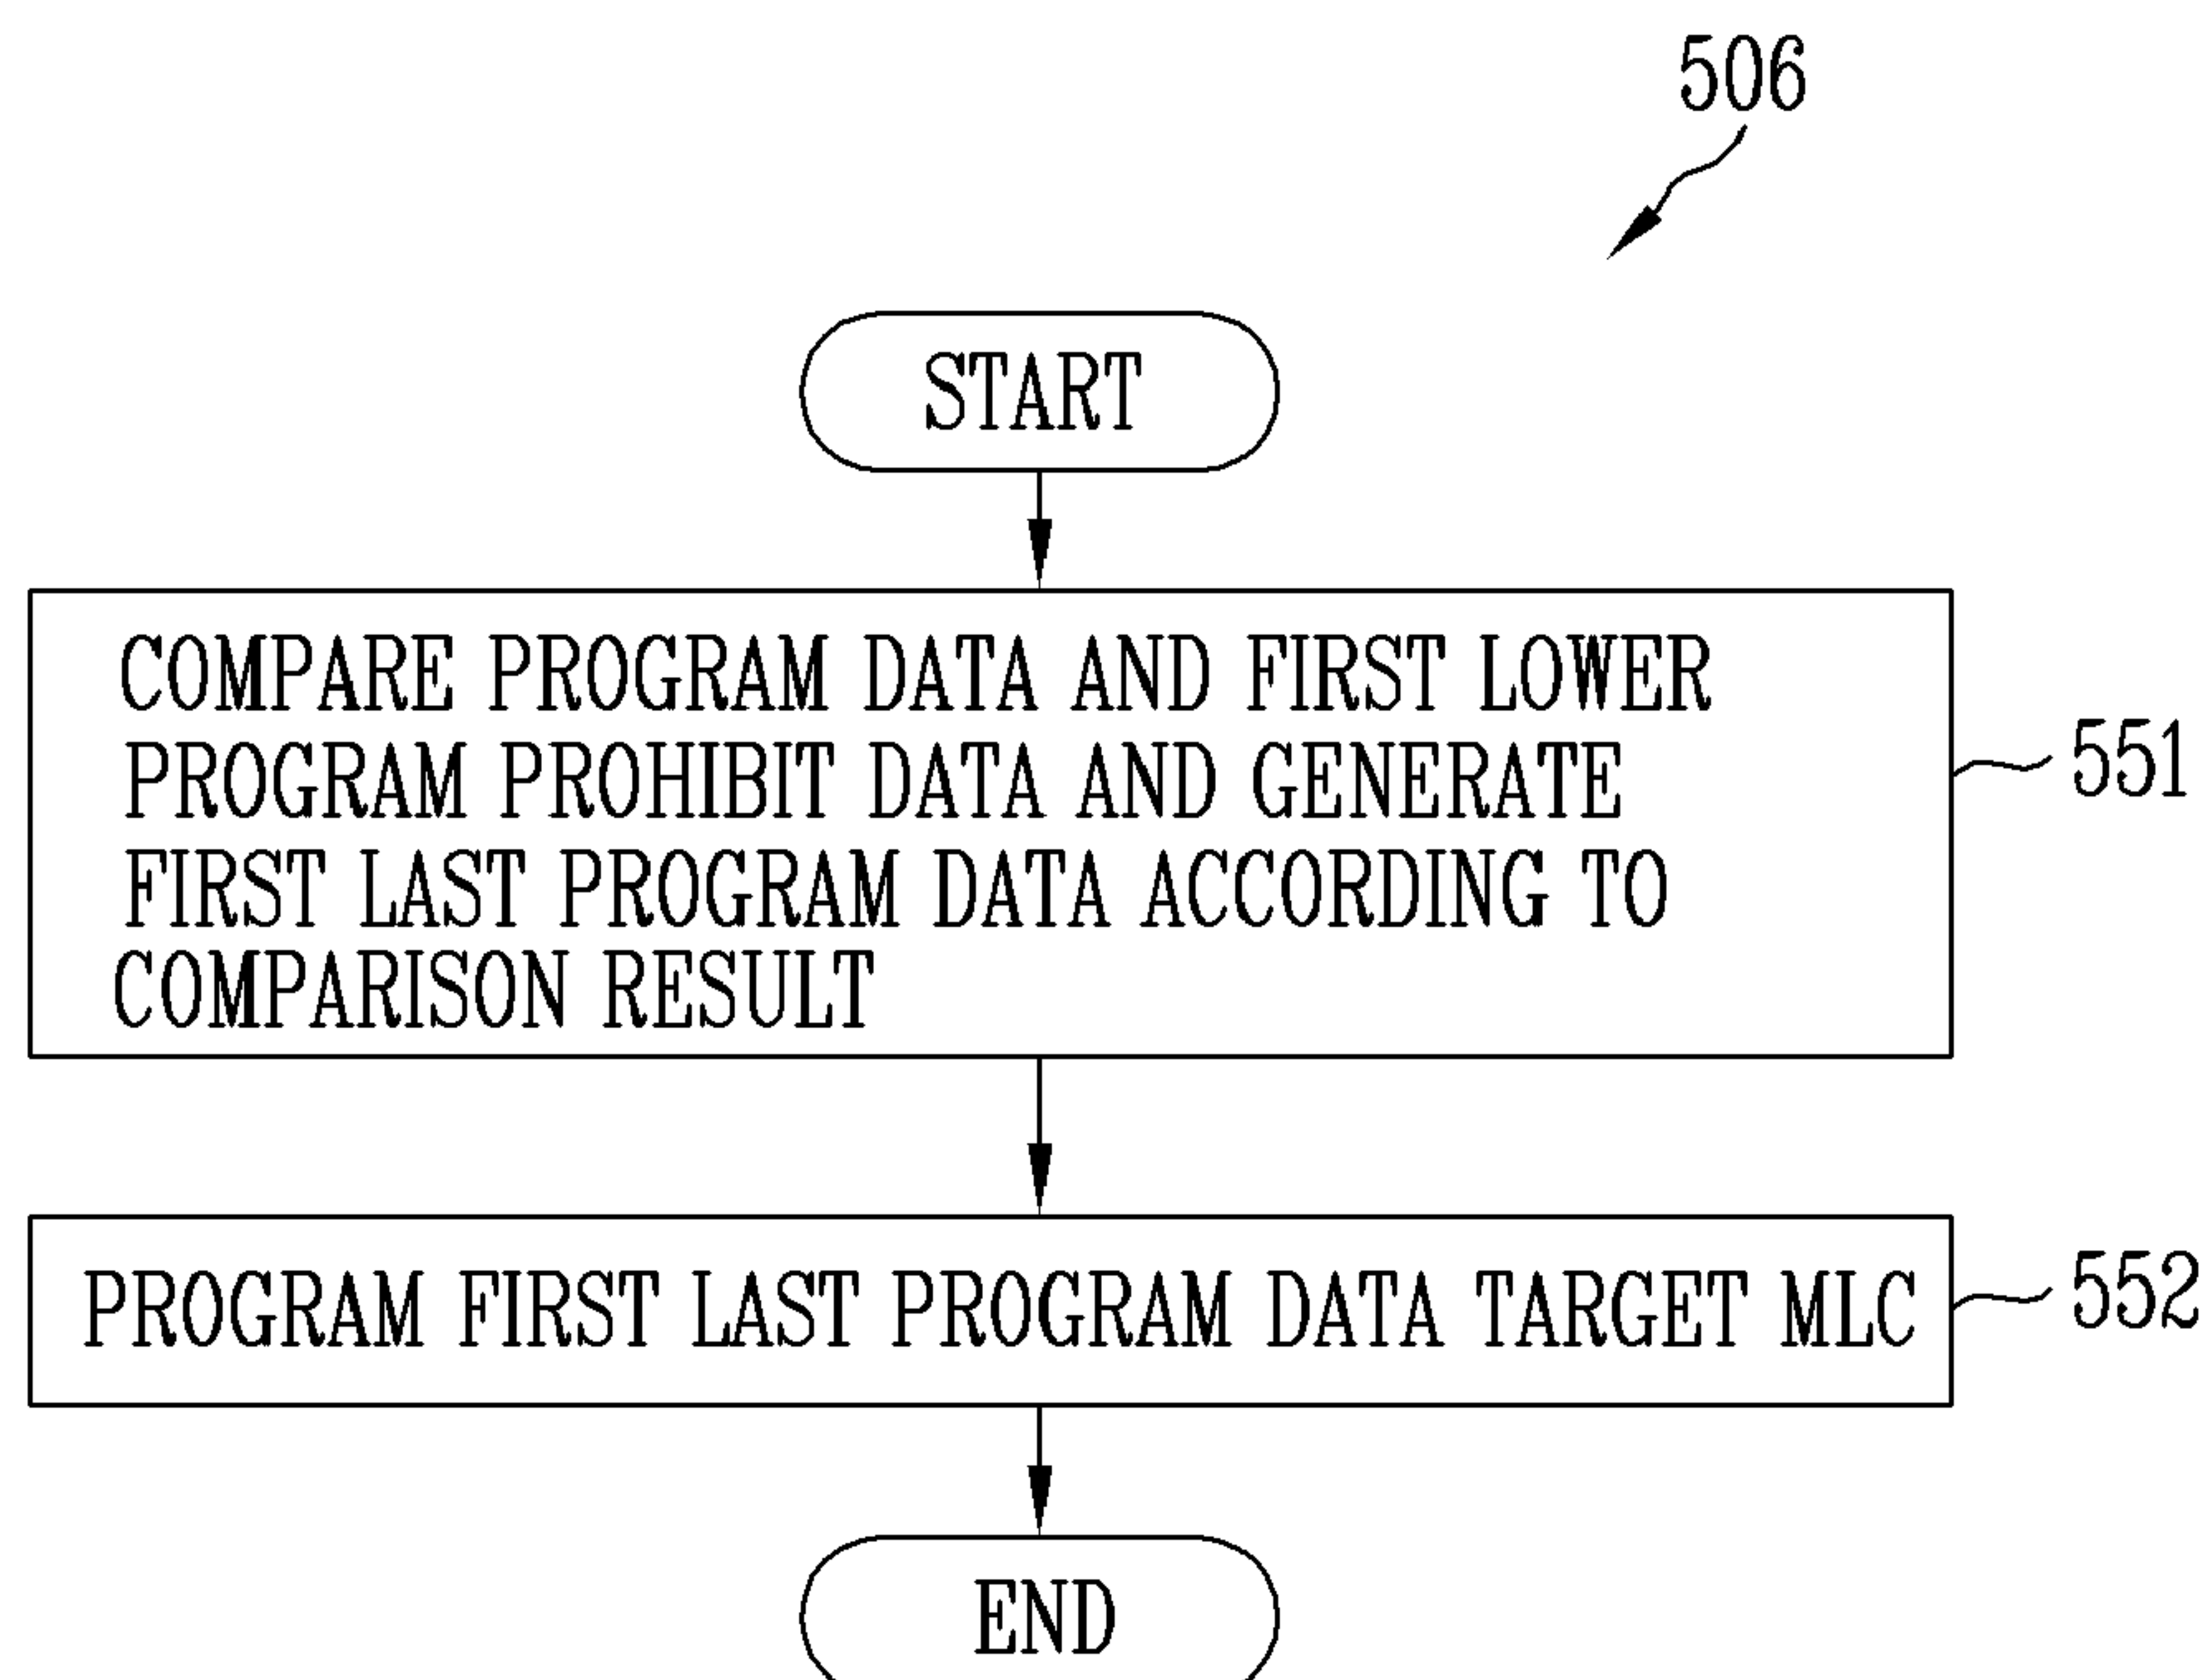 506
START
COMPARE PROGRAM DATA AND FIRST LOWER
PROGRAM PROHIBIT DATA AND GENERATE
FIRST LAST PROGRAM DATA ACCORDING TO
COMPARISON RESULT
551
PROGRAM FIRST LAST PROGRAM DATA TARGET MLC
552
END